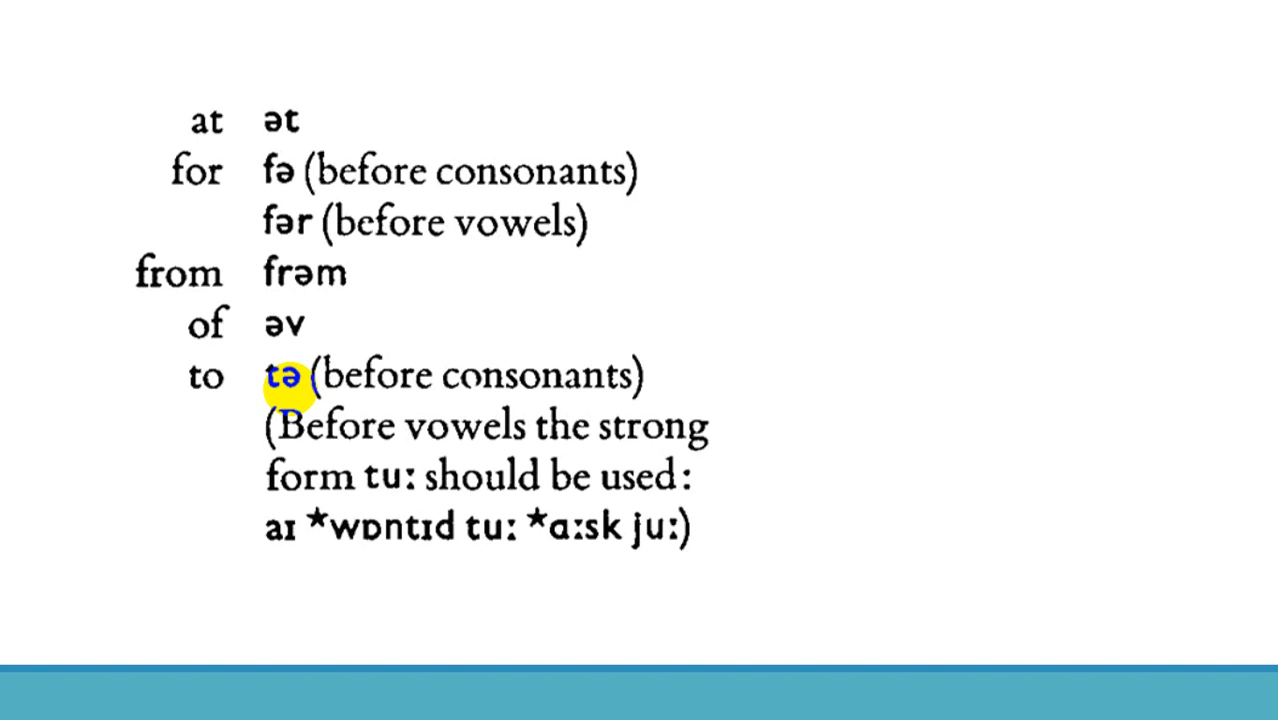 at ət
for fə (before consonants)
fər (before vowels)
from frəm
of əv
to tə (before consonants)
(Before vowels the strong
form tuː should be used:
aɪ *wɒntɪd tuː *ɑːsk juː)